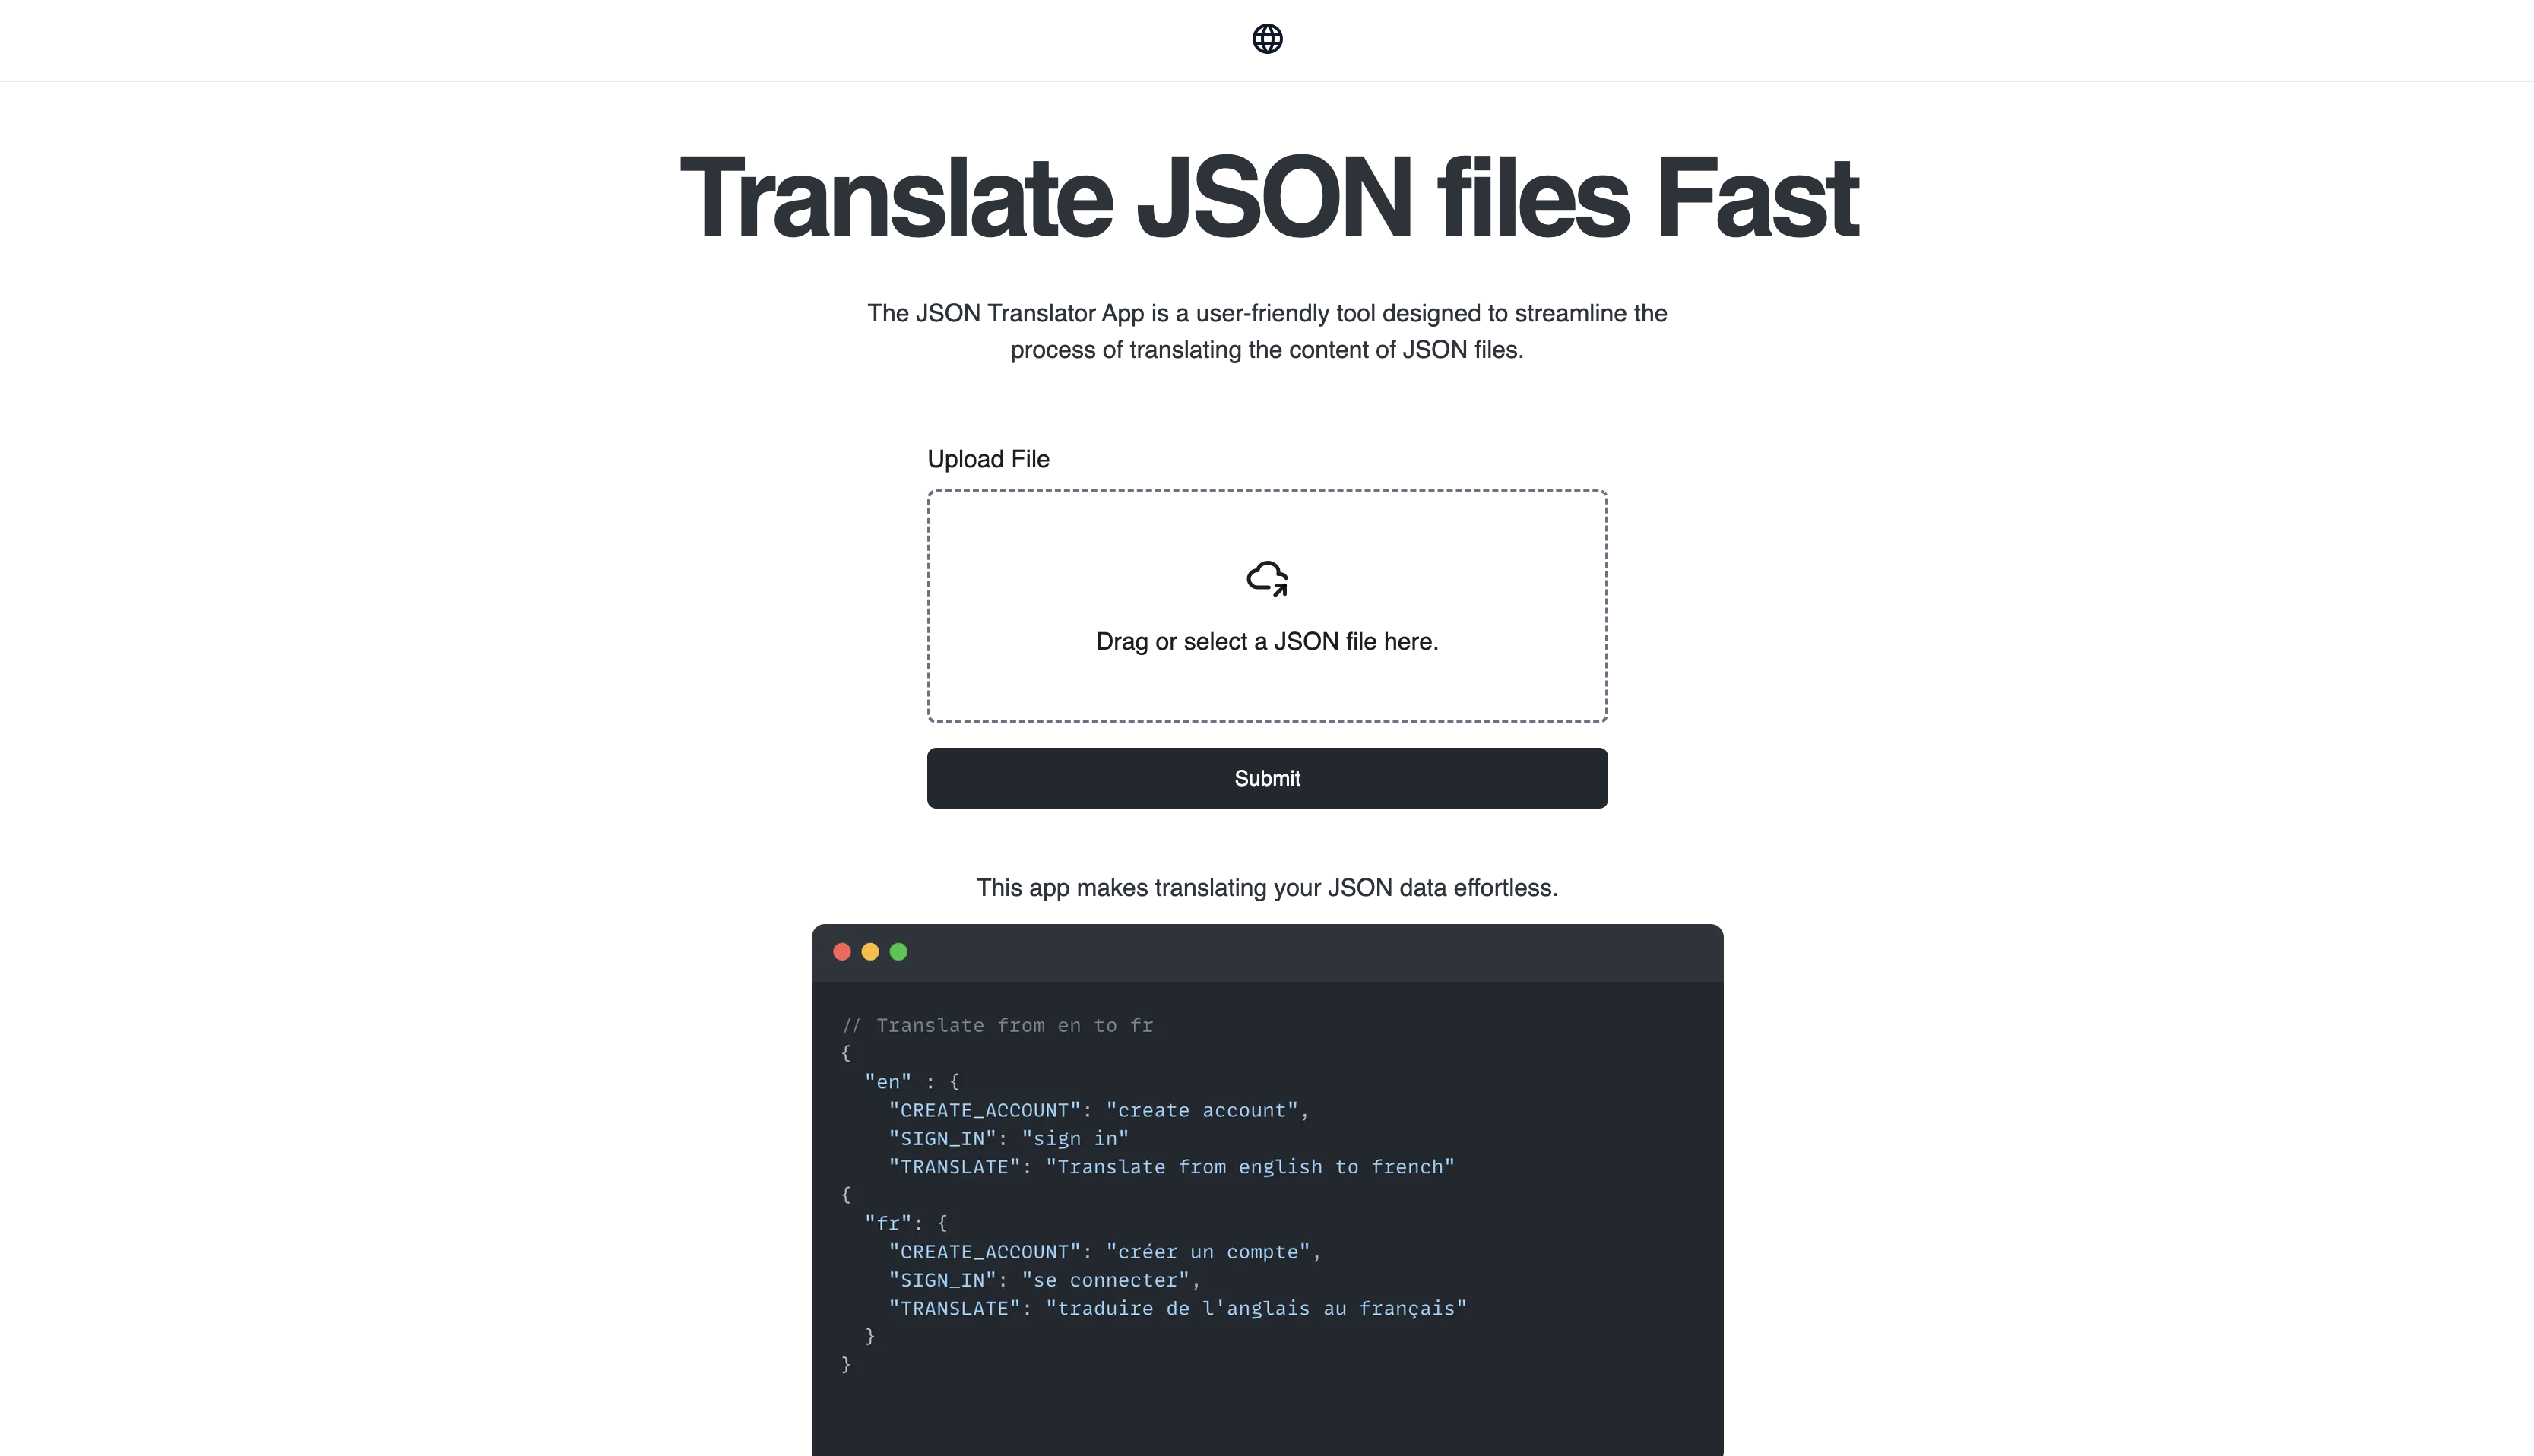 Translate JSON files Fast
The JSON Translator App is a user-friendly tool designed to streamline the
process of translating the content of JSON files.
Upload File
Drag or select a JSON file here.
Submit
This app makes translating your JSON data effortless.
// Translate from en to fr
{
  "en" : {
    "CREATE_ACCOUNT": "create account",
    "SIGN_IN": "sign in"
    "TRANSLATE": "Translate from english to french"
{
  "fr": {
    "CREATE_ACCOUNT": "créer un compte",
    "SIGN_IN": "se connecter",
    "TRANSLATE": "traduire de l'anglais au français"
  }
}